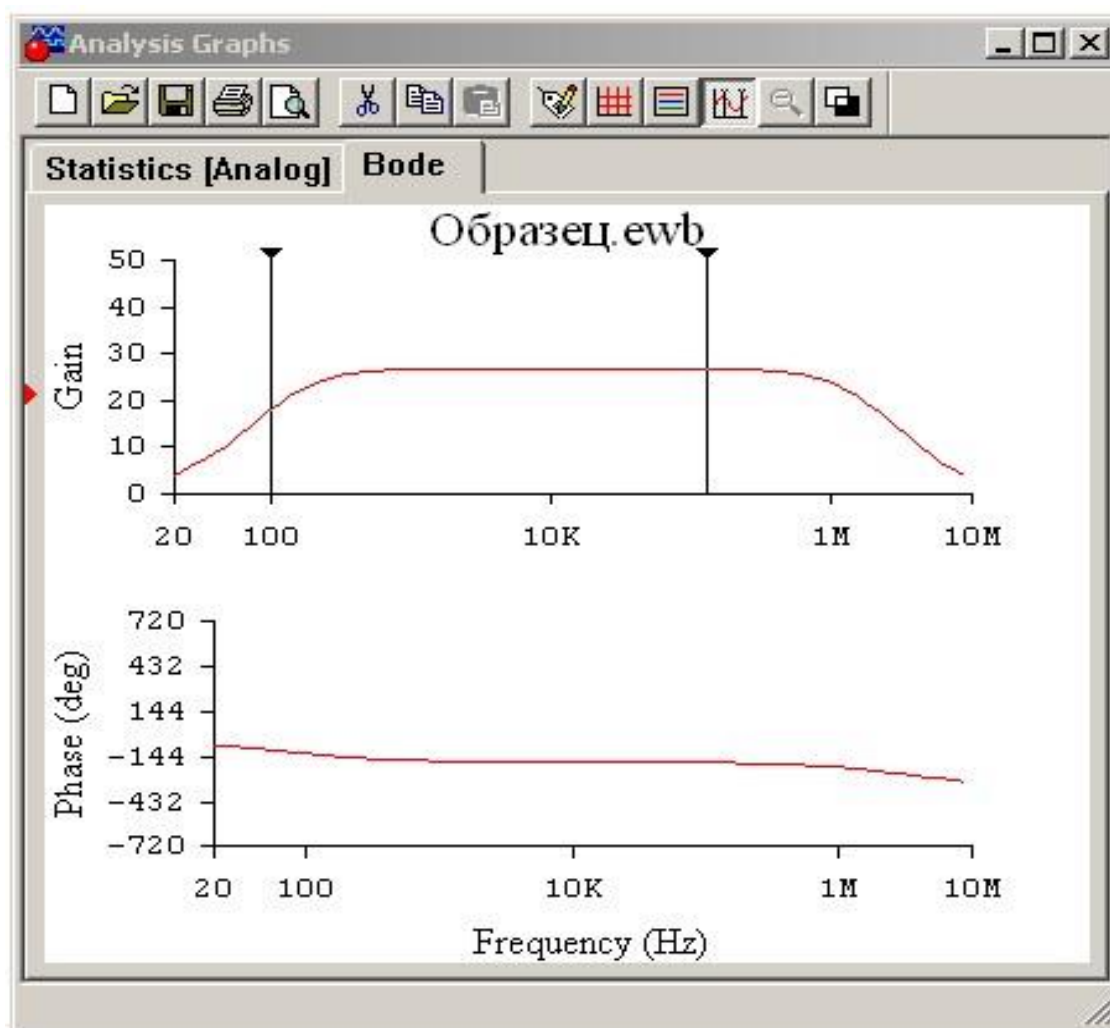 Analysis Graphs
Statistics [Analog] Bode
Образец.ewb
50
40
30
20
10
0
Gain
20 100 10K 1M 10M
720
432
144
-144
-432
-720
Phase (deg)
20 100 10K 1M 10M
Frequency (Hz)